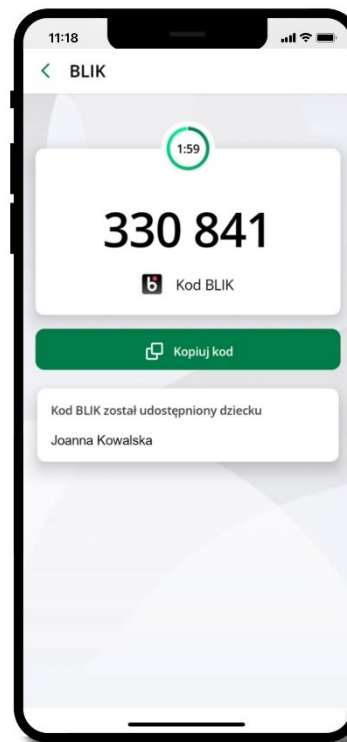 11:18
BLIK
1:59
330 841
Kod BLIK
Kopiuj kod
Kod BLIK został udostępniony dziecku
Joanna Kowalska